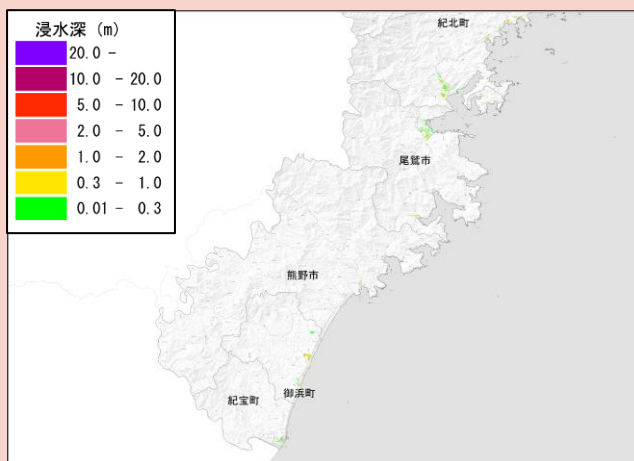 浸水深 (m)
20.0 -
10.0 - 20.0
5.0 - 10.0
2.0 - 5.0
1.0 - 2.0
0.3 - 1.0
0.01 - 0.3
紀北町
尾鷲市
熊野市
御浜町
紀宝町